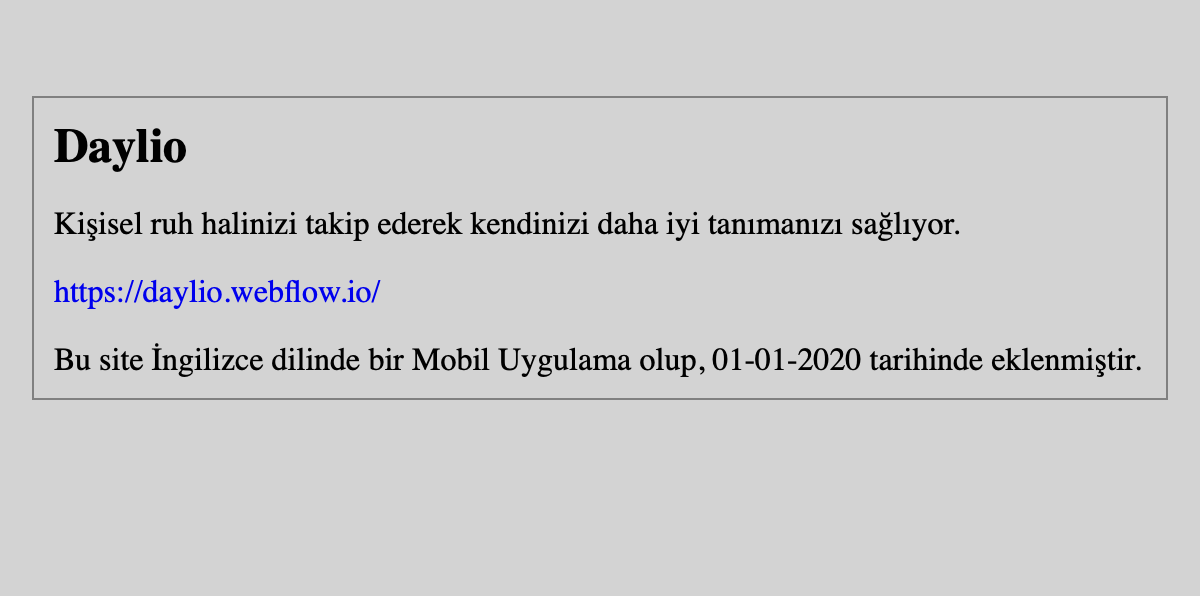 Daylio
Kişisel ruh halinizi takip ederek kendinizi daha iyi tanımanızı sağlıyor.
https://daylio.webflow.io/
Bu site İngilizce dilinde bir Mobil Uygulama olup, 01-01-2020 tarihinde eklenmiştir.